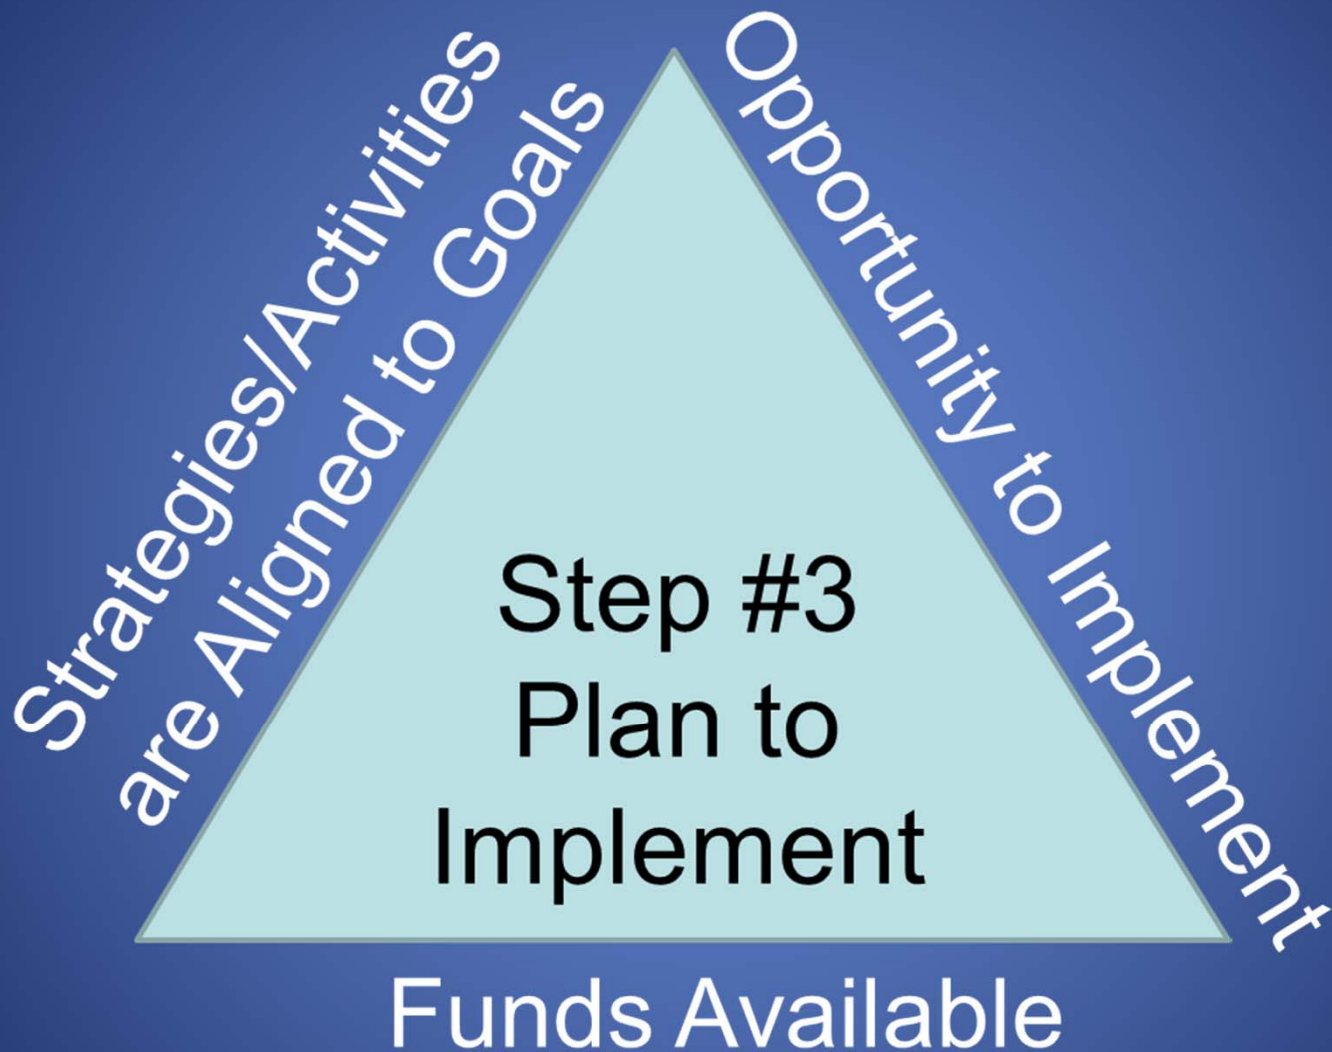 Strategies/Activities
are Aligned to Goals
Opportunity to Implement
Step #3
Plan to
Implement
Funds Available